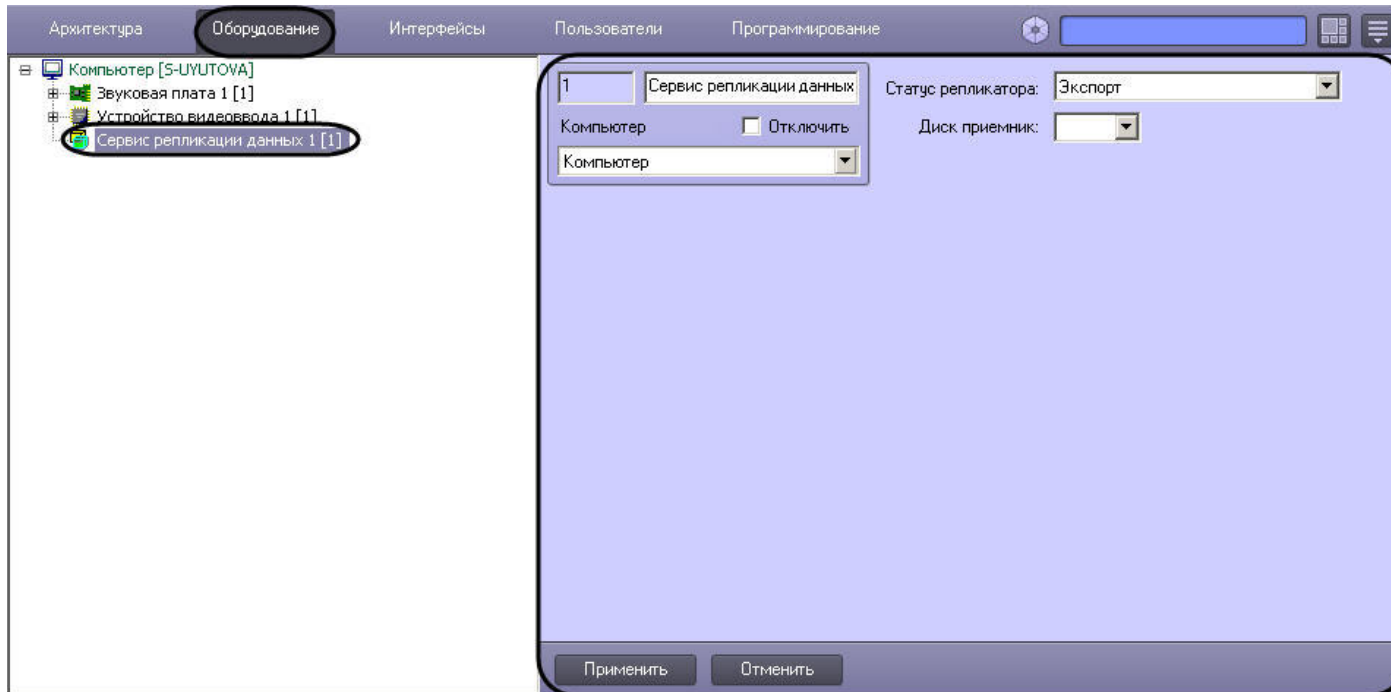 Архитектура Оборудование Интерфейсы Пользователи Программирование
Компьютер [S-UYUTOVA]
Звуковая плата 1 [1]
Устройство видеоввода 1 [1]
Сервис репликации данных 1 [1]
1 Сервис репликации данных
Компьютер Отключить
Компьютер
Статус репликатора: Экспорт
Диск приемник:
Применить Отменить